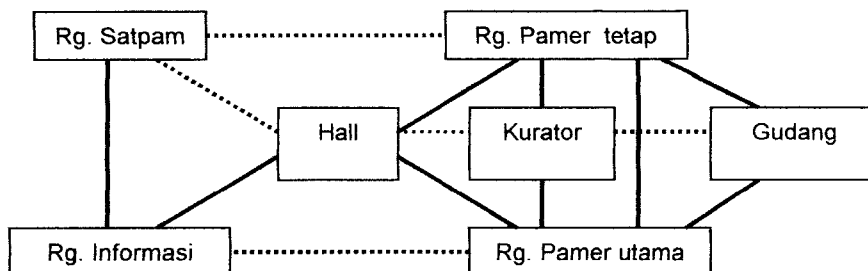 Rg. Satpam
Rg. Pamer tetap
Hall
Kurator
Gudang
Rg. Informasi
Rg. Pamer utama